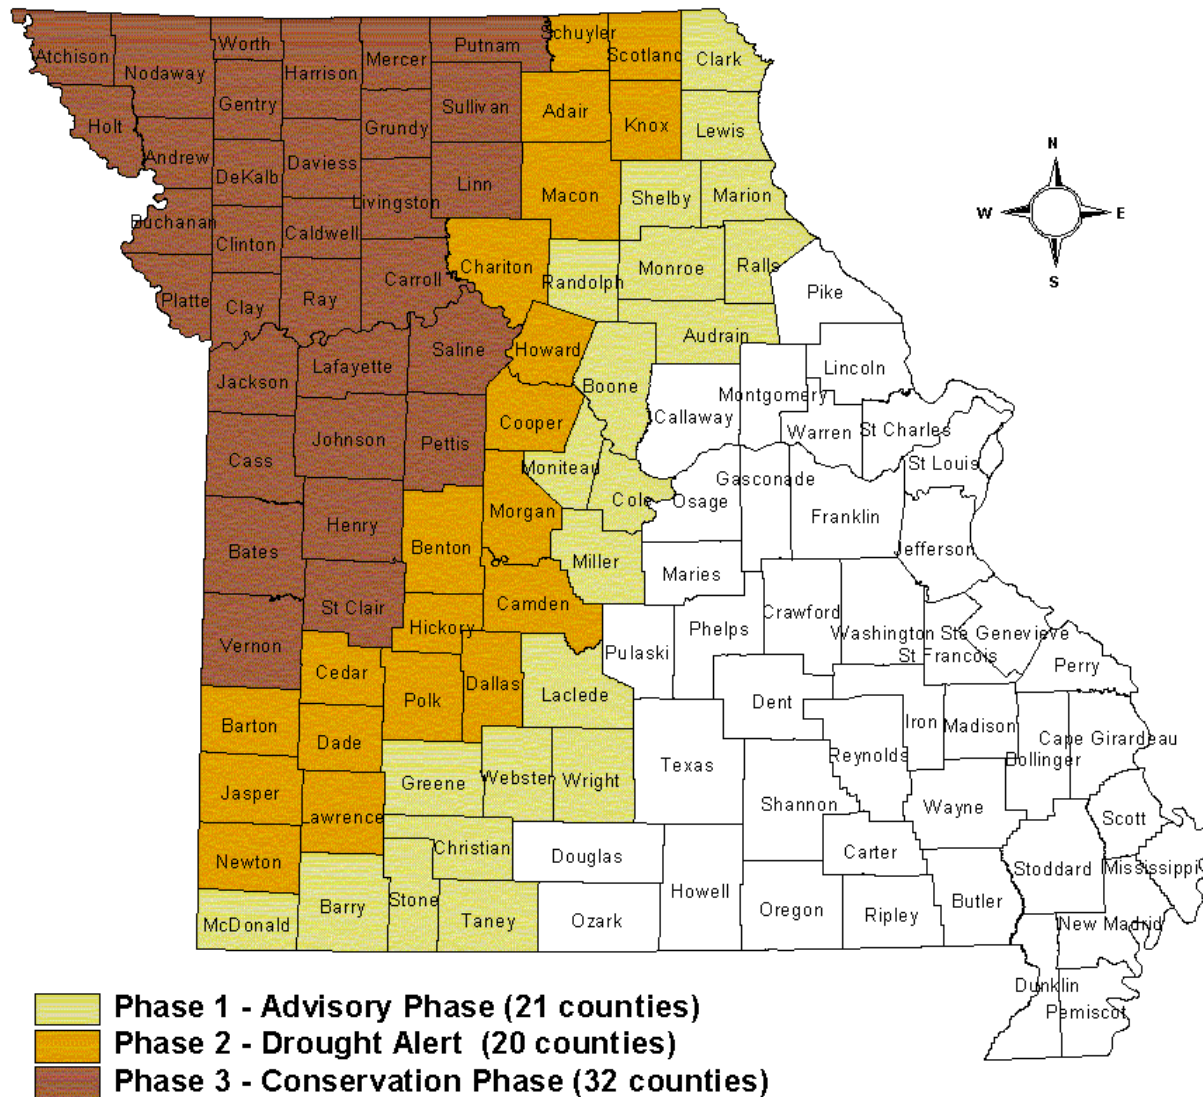 N
W E
S
Atchison
Nodaway
Worth
Harrison
Mercer
Putnam
Schuyler
Scotland
Clark
Holt
Gentry
Grundy
Sullivan
Adair
Knox
Lewis
Andrew
DeKalb
Daviess
Livingston
Linn
Macon
Shelby
Marion
Buchanan
Clinton
Caldwell
Carroll
Chariton
Randolph
Monroe
Ralls
Platte
Clay
Ray
Pike
Jackson
Lafayette
Saline
Howard
Audrain
Lincoln
Boone
Callaway
Montgomery
Warren
St Charles
St Louis
Cass
Johnson
Pettis
Cooper
Moniteau
Cole
Osage
Gasconade
Franklin
Jefferson
Bates
Henry
Benton
Morgan
Miller
Maries
Vernon
St Clair
Hickory
Camden
Pulaski
Phelps
Crawford
Washington
Ste Genevieve
St Francois
Perry
Cedar
Polk
Dallas
Laclede
Dent
Iron
Madison
Bollinger
Cape Girardeau
Barton
Dade
Greene
Webster
Wright
Texas
Reynolds
Shannon
Wayne
Scott
Jasper
Lawrence
Christian
Douglas
Carter
Stoddard
Mississippi
Newton
Barry
Stone
Taney
Ozark
Howell
Oregon
Ripley
Butler
New Madrid
McDonald
Dunklin
Pemiscot
Phase 1 - Advisory Phase (21 counties)
Phase 2 - Drought Alert (20 counties)
Phase 3 - Conservation Phase (32 counties)